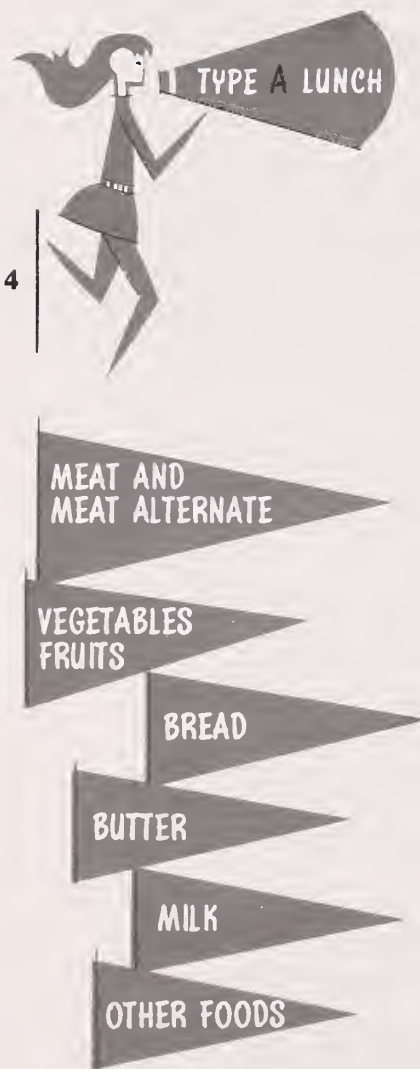 TYPE A LUNCH
4
MEAT AND
MEAT ALTERNATE
VEGETABLES
FRUITS
BREAD
BUTTER
MILK
OTHER FOODS